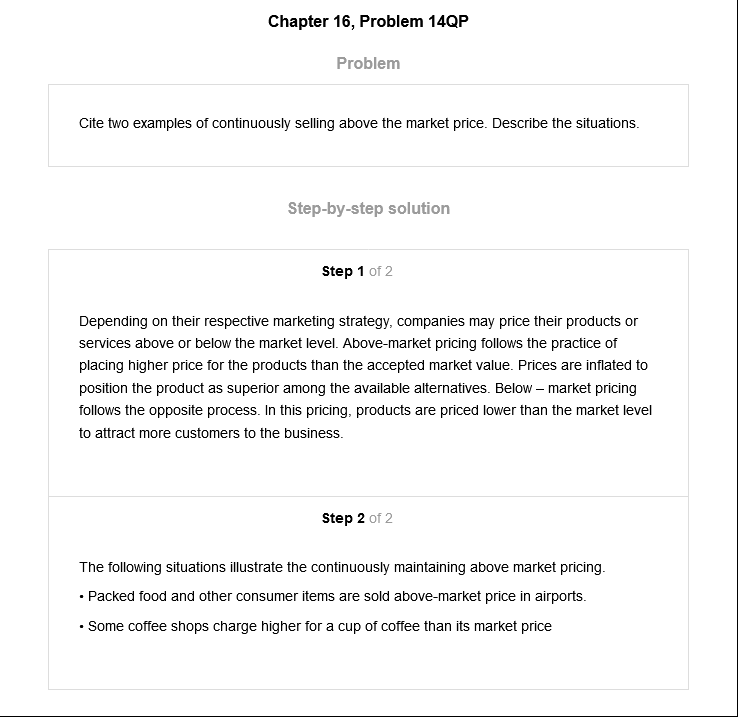 Chapter 16, Problem 14QP
Problem
Cite two examples of continuously selling above the market price. Describe the situations.
Step-by-step solution
Step 1 of 2
Depending on their respective marketing strategy, companies may price their products or
services above or below the market level. Above-market pricing follows the practice of
placing higher price for the products than the accepted market value. Prices are inflated to
position the product as superior among the available alternatives. Below – market pricing
follows the opposite process. In this pricing, products are priced lower than the market level
to attract more customers to the business.
Step 2 of 2
The following situations illustrate the continuously maintaining above market pricing.
• Packed food and other consumer items are sold above-market price in airports.
• Some coffee shops charge higher for a cup of coffee than its market price